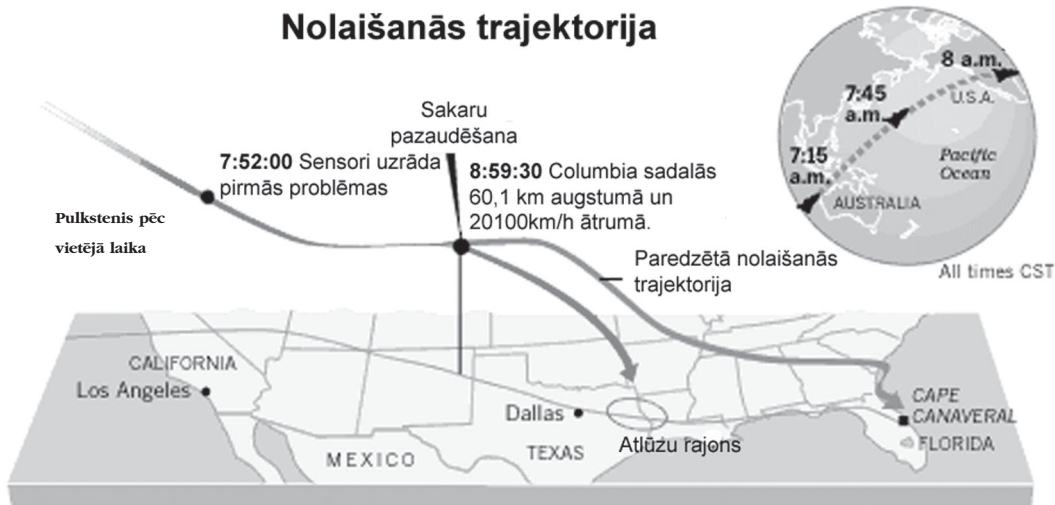 Nolaišanās trajektorija
Sakaru
pazaudēšana
7:52:00 Sensori uzrāda
pirmās problēmas
8:59:30 Columbia sadalās
60,1 km augstumā un
20100km/h ātrumā.
Pulkstenis pēc
vietējā laika
Paredzētā nolaišanās
trajektorija
8 a.m.
U.S.A.
7:45
a.m.
Pacific
Ocean
7:15
a.m.
AUSTRALIA
All times CST
CALIFORNIA
Los Angeles
Dallas
TEXAS
MEXICO
Atlūzu rajons
CAPE
CANAVERAL
FLORIDA